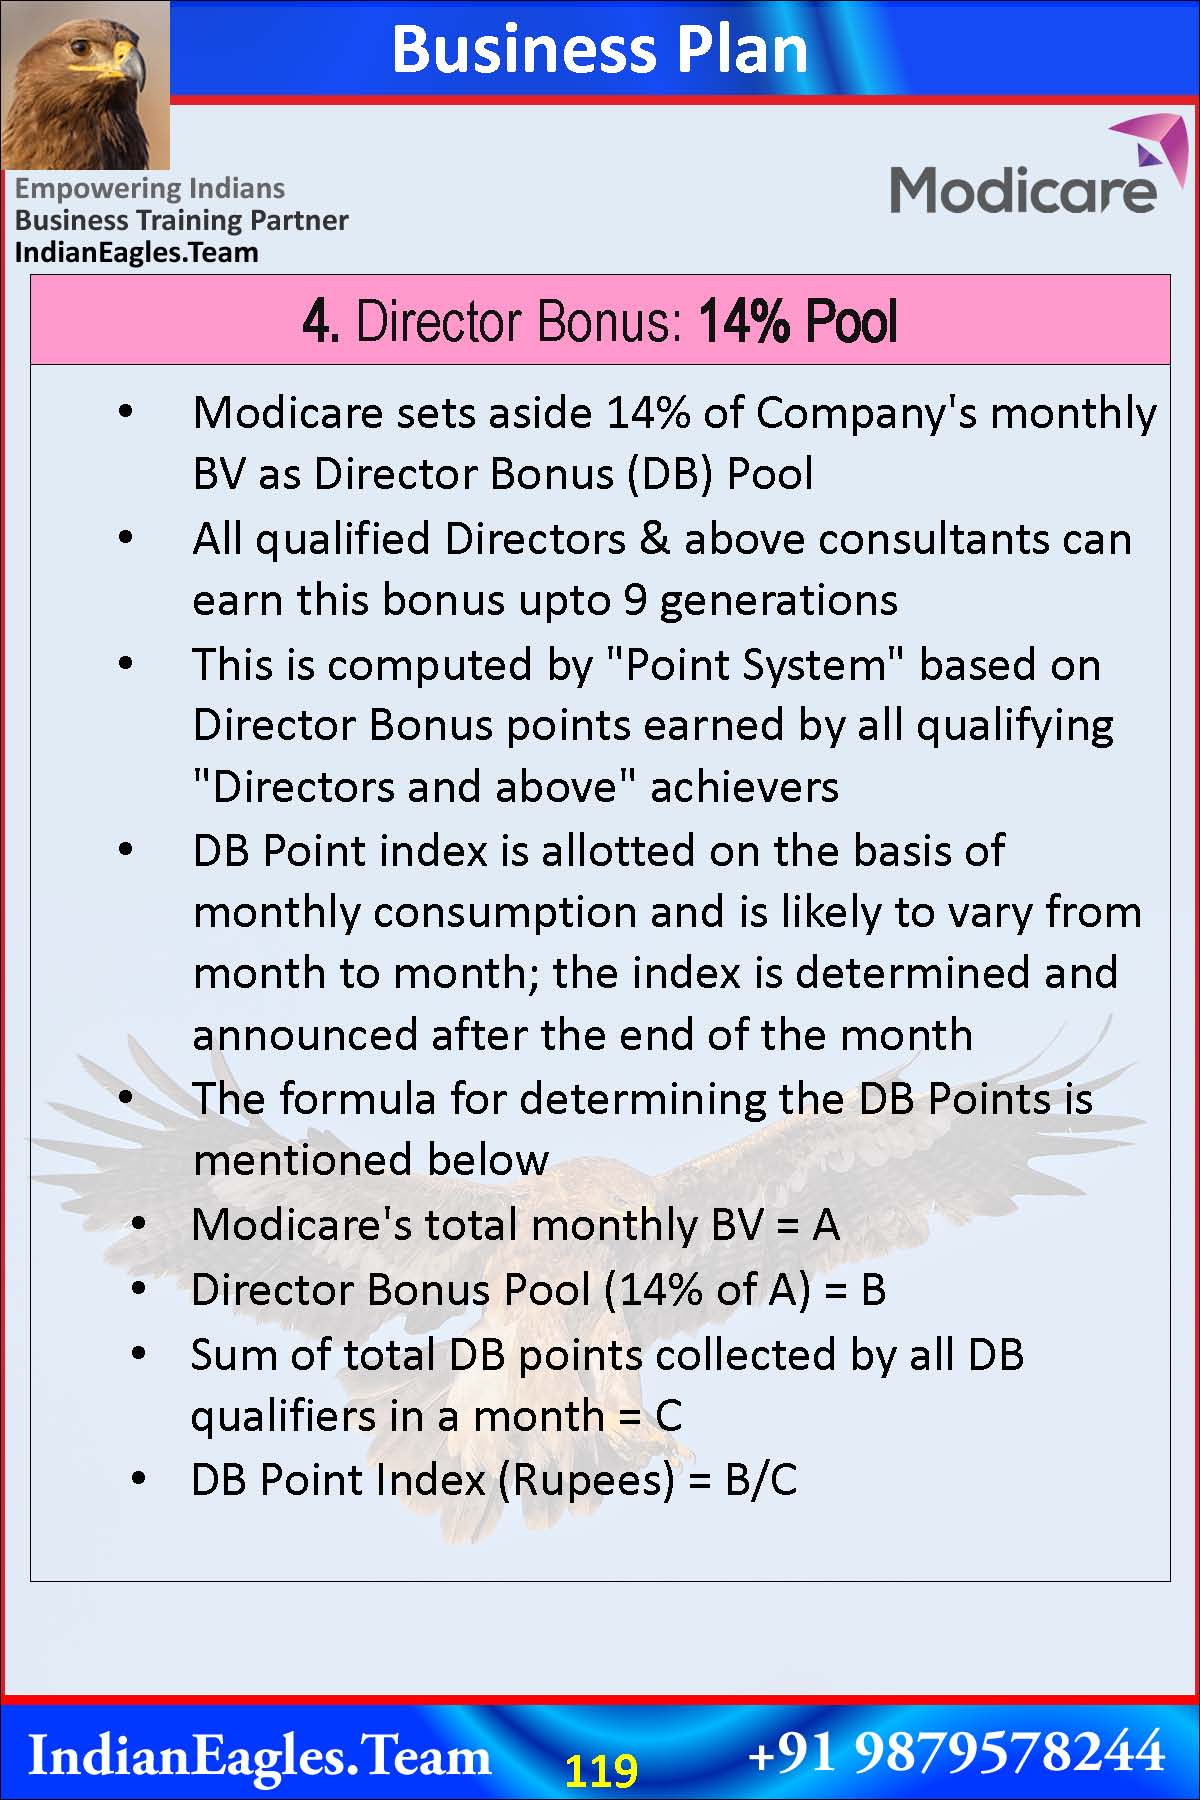 Business Plan
Empowering Indians
Business Training Partner
IndianEagles.Team
Modicare
4. Director Bonus: 14% Pool
• Modicare sets aside 14% of Company's monthly
BV as Director Bonus (DB) Pool
• All qualified Directors & above consultants can
earn this bonus upto 9 generations
• This is computed by "Point System" based on
Director Bonus points earned by all qualifying
"Directors and above" achievers
• DB Point index is allotted on the basis of
monthly consumption and is likely to vary from
month to month; the index is determined and
announced after the end of the month
• The formula for determining the DB Points is
mentioned below
• Modicare's total monthly BV = A
• Director Bonus Pool (14% of A) = B
• Sum of total DB points collected by all DB
qualifiers in a month = C
• DB Point Index (Rupees) = B/C
IndianEagles.Team 119 +91 9879578244